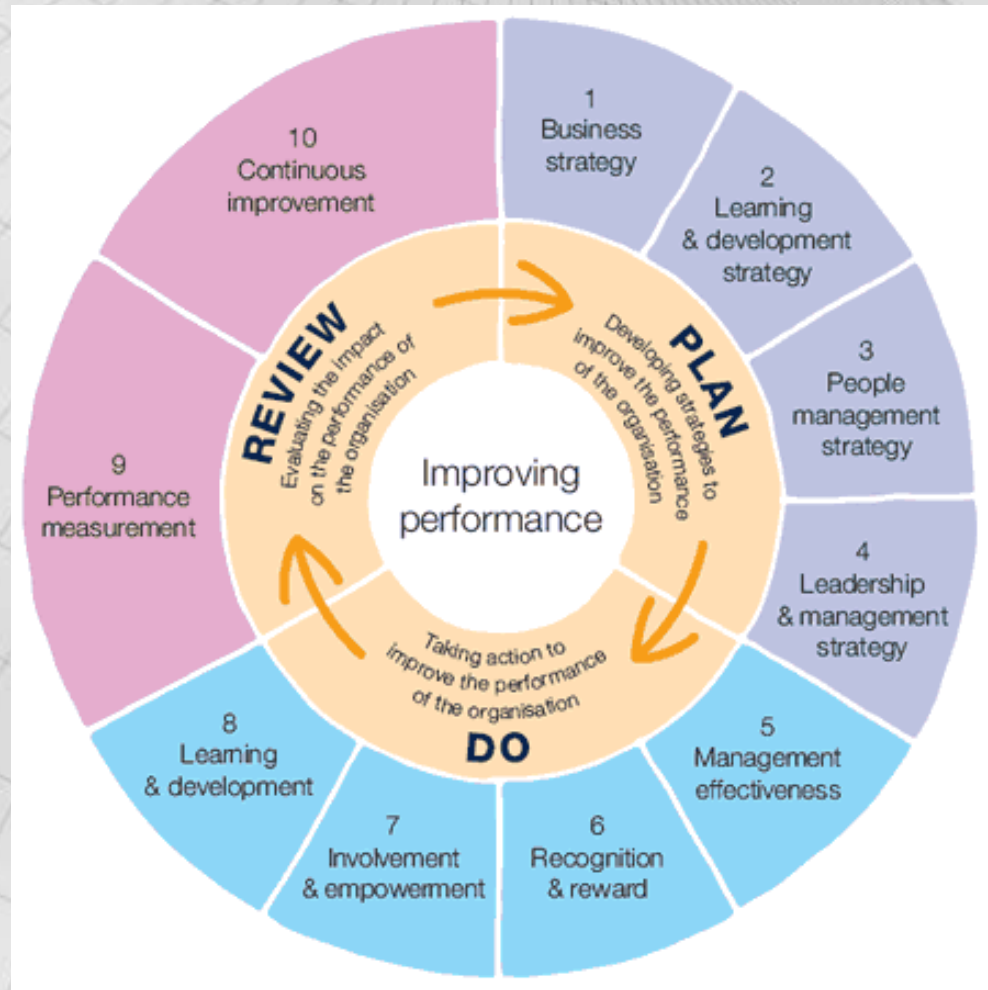 1
Business
strategy
2
Learning
& development
strategy
3
People
management
strategy
4
Leadership
& management
strategy
5
Management
effectiveness
6
Recognition
& reward
7
Involvement
& empowerment
8
Learning
& development
9
Performance
measurement
10
Continuous
improvement
PLAN
Developing strategies to
improve the performance
of the organisation
DO
Taking action to
improve the performance
of the organisation
REVIEW
Evaluating the impact
on the performance of
the organisation
Improving
performance